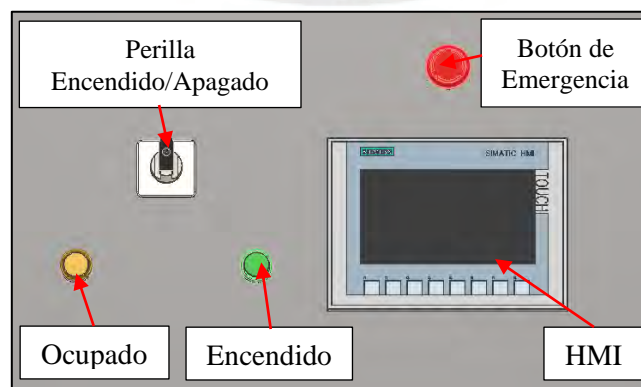 Perilla
Encendido/Apagado
Botón de
Emergencia
SIEMENS
SIMATIC HMI
TOUCH
Ocupado
Encendido
HMI